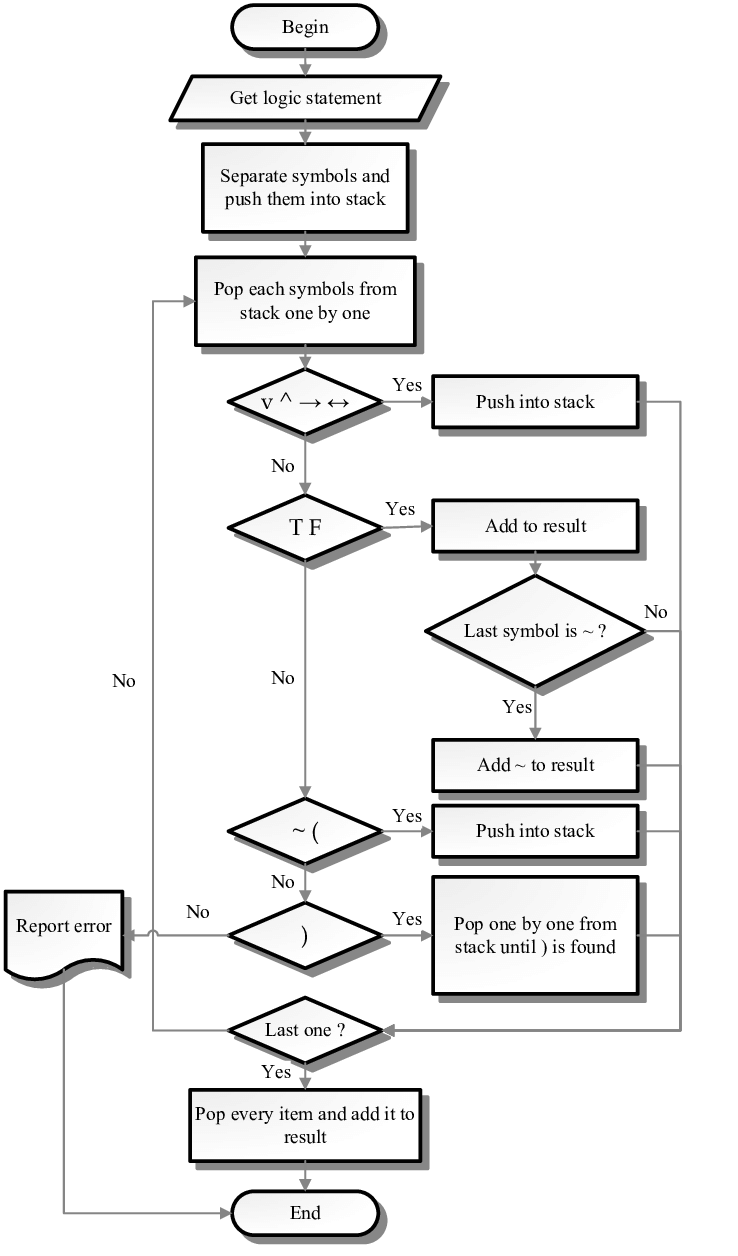 Begin
Get logic statement
Separate symbols and
push them into stack
Pop each symbols from
stack one by one
v ^ → ↔
Yes
Push into stack
No
T F
Yes
Add to result
Last symbol is ~ ?
No
No
No
Yes
Add ~ to result
~ (
Yes
Push into stack
No
Report error
No
)
Yes
Pop one by one from
stack until ) is found
Last one ?
Yes
Pop every item and add it to
result
End